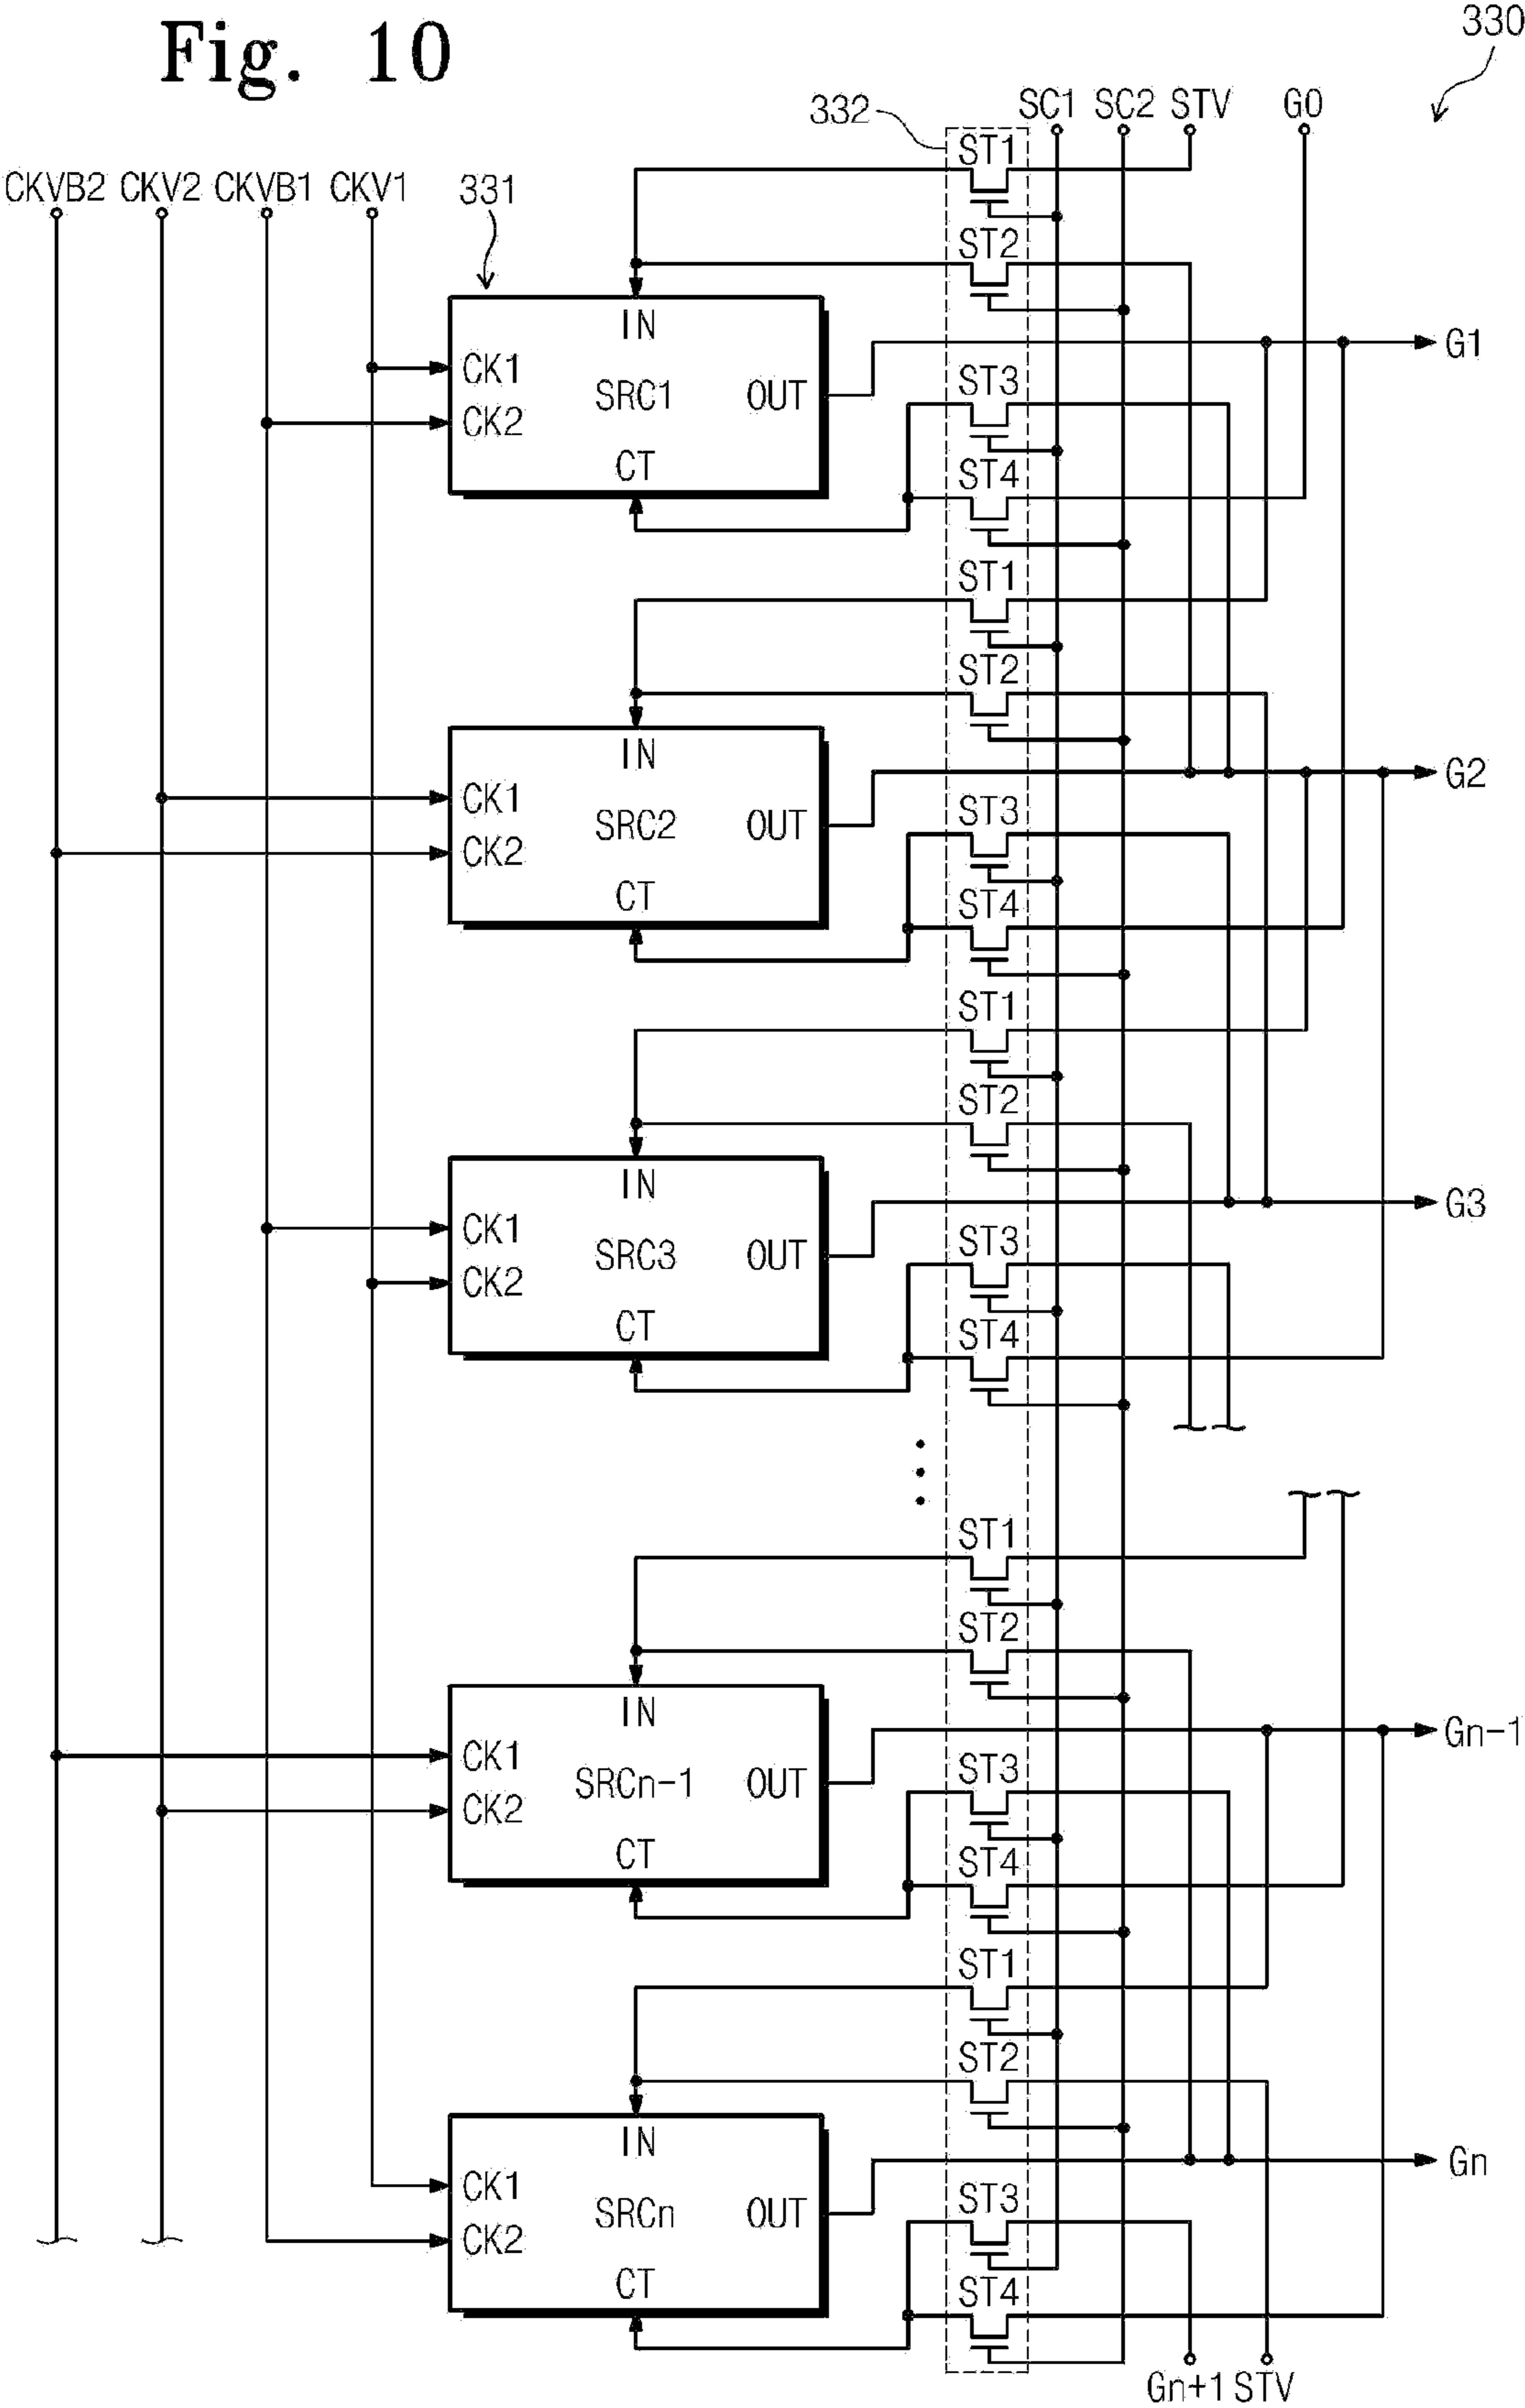 Fig. 10
330
332
SC1 SC2 STV G0
CKVB2 CKV2 CKVB1 CKV1
331
ST1
ST2
IN
CK1
SRC1
OUT
CK2
CT
G1
ST3
ST4
ST1
ST2
IN
CK1
SRC2
OUT
CK2
CT
G2
ST3
ST4
ST1
ST2
IN
CK1
SRC3
OUT
CK2
CT
G3
ST3
ST4
ST1
ST2
IN
CK1
SRCn-1
OUT
CK2
CT
Gn-1
ST3
ST4
ST1
ST2
IN
CK1
SRCn
OUT
CK2
CT
Gn
ST3
ST4
Gn+1 STV